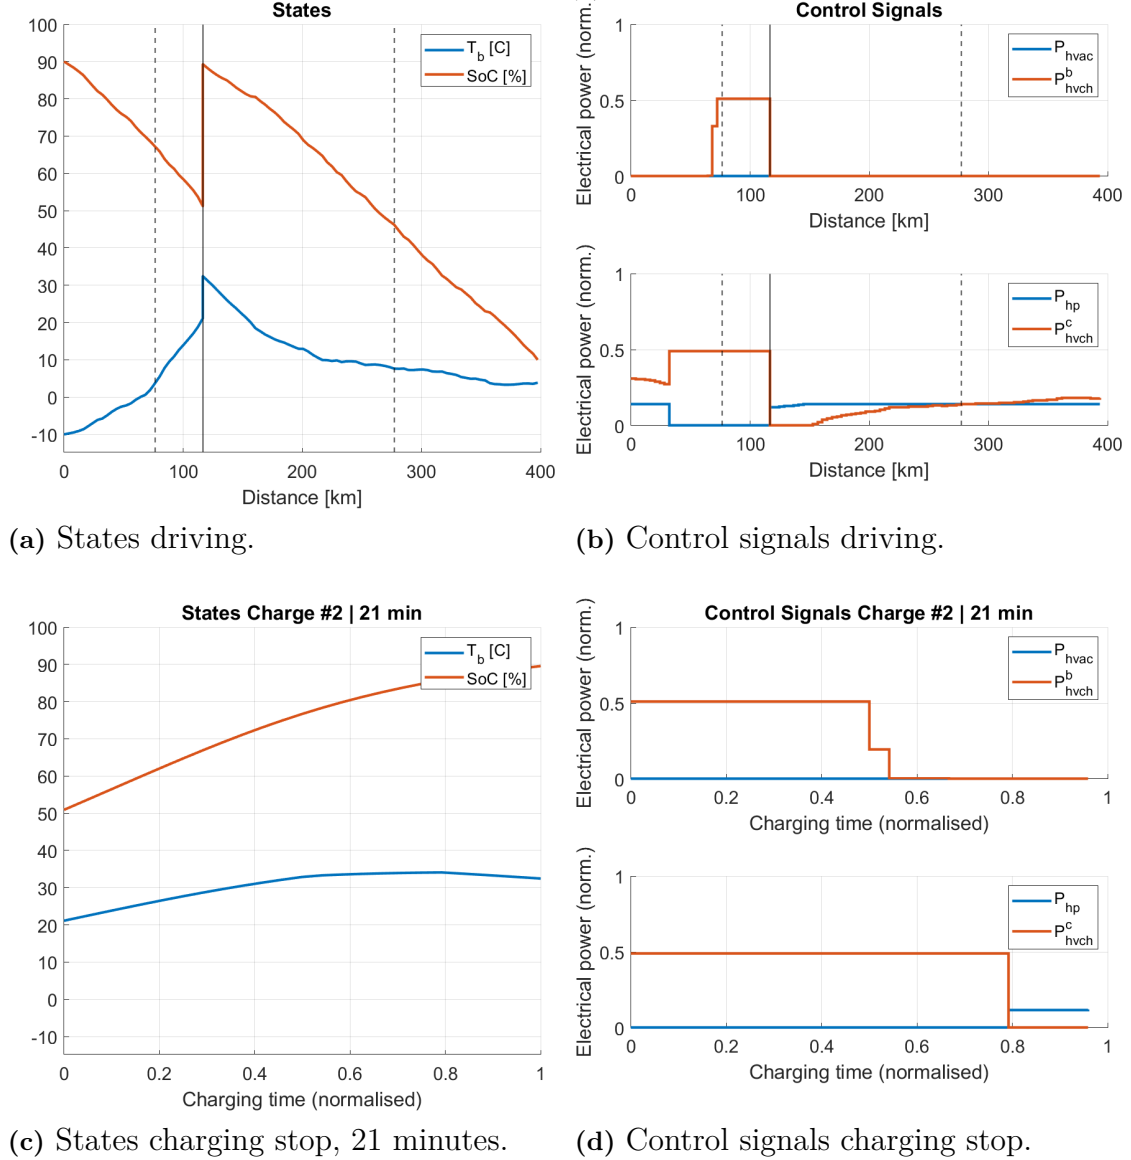 States
100
90
80
70
60
50
40
30
20
10
0
-10
0
100
200
300
400
Distance [km]
T_b [C]
SoC [%]
(a) States driving.
Control Signals
Electrical power (norm.)
1
0.5
0
0
100
200
300
400
Distance [km]
P_hvac
P^b_hvch
Electrical power (norm.)
1
0.5
0
0
100
200
300
400
Distance [km]
P_hp
P^c_hvch
(b) Control signals driving.
States Charge #2 | 21 min
100
90
80
70
60
50
40
30
20
10
0
-10
0
0.2
0.4
0.6
0.8
1
Charging time (normalised)
T_b [C]
SoC [%]
(c) States charging stop, 21 minutes.
Control Signals Charge #2 | 21 min
Electrical power (norm.)
1
0.5
0
0
0.2
0.4
0.6
0.8
1
Charging time (normalised)
P_hvac
P^b_hvch
Electrical power (norm.)
1
0.5
0
0
0.2
0.4
0.6
0.8
1
Charging time (normalised)
P_hp
P^c_hvch
(d) Control signals charging stop.